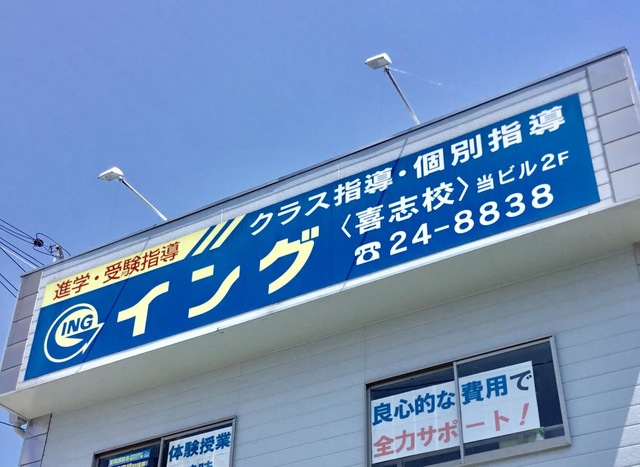 進学・受験指導
クラス指導・個別指導
ING
イング
〈喜志校〉当ビル2F
☎24-8838
良心的な費用で
全力サポート!
体験授業